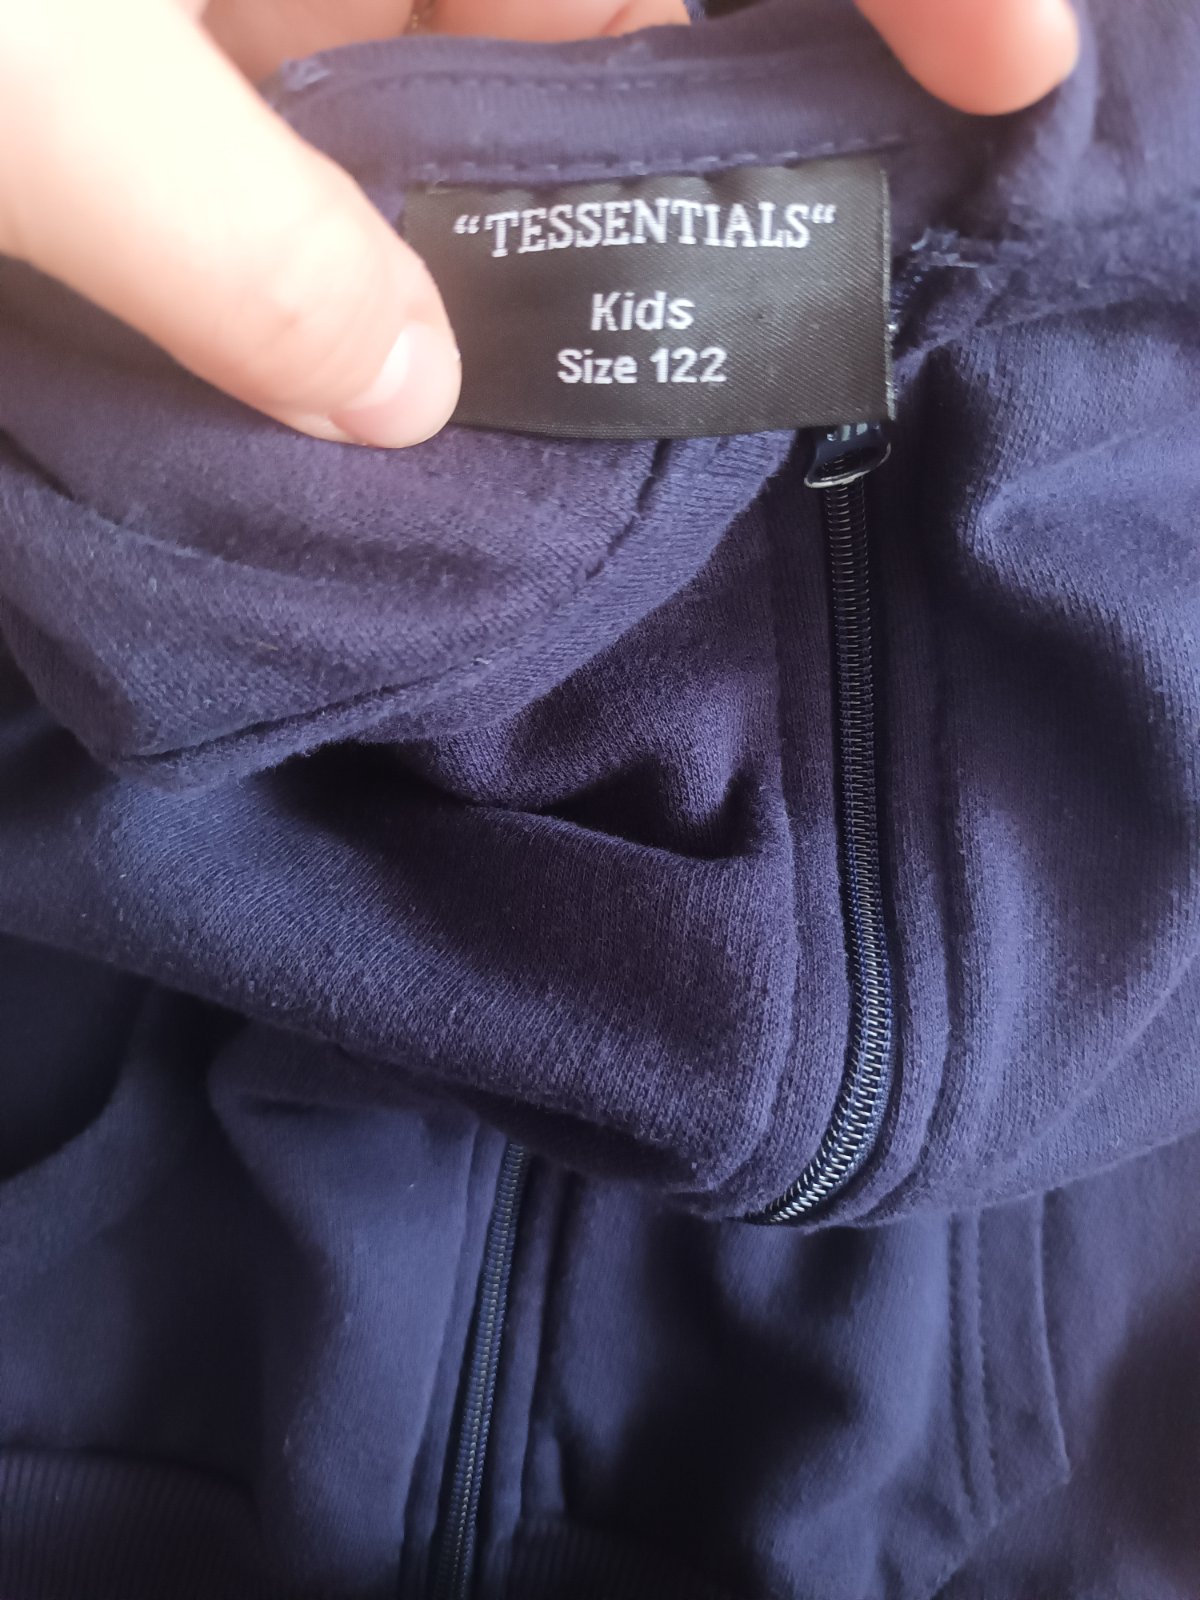 “TESSENTIALS“
Kids
Size 122